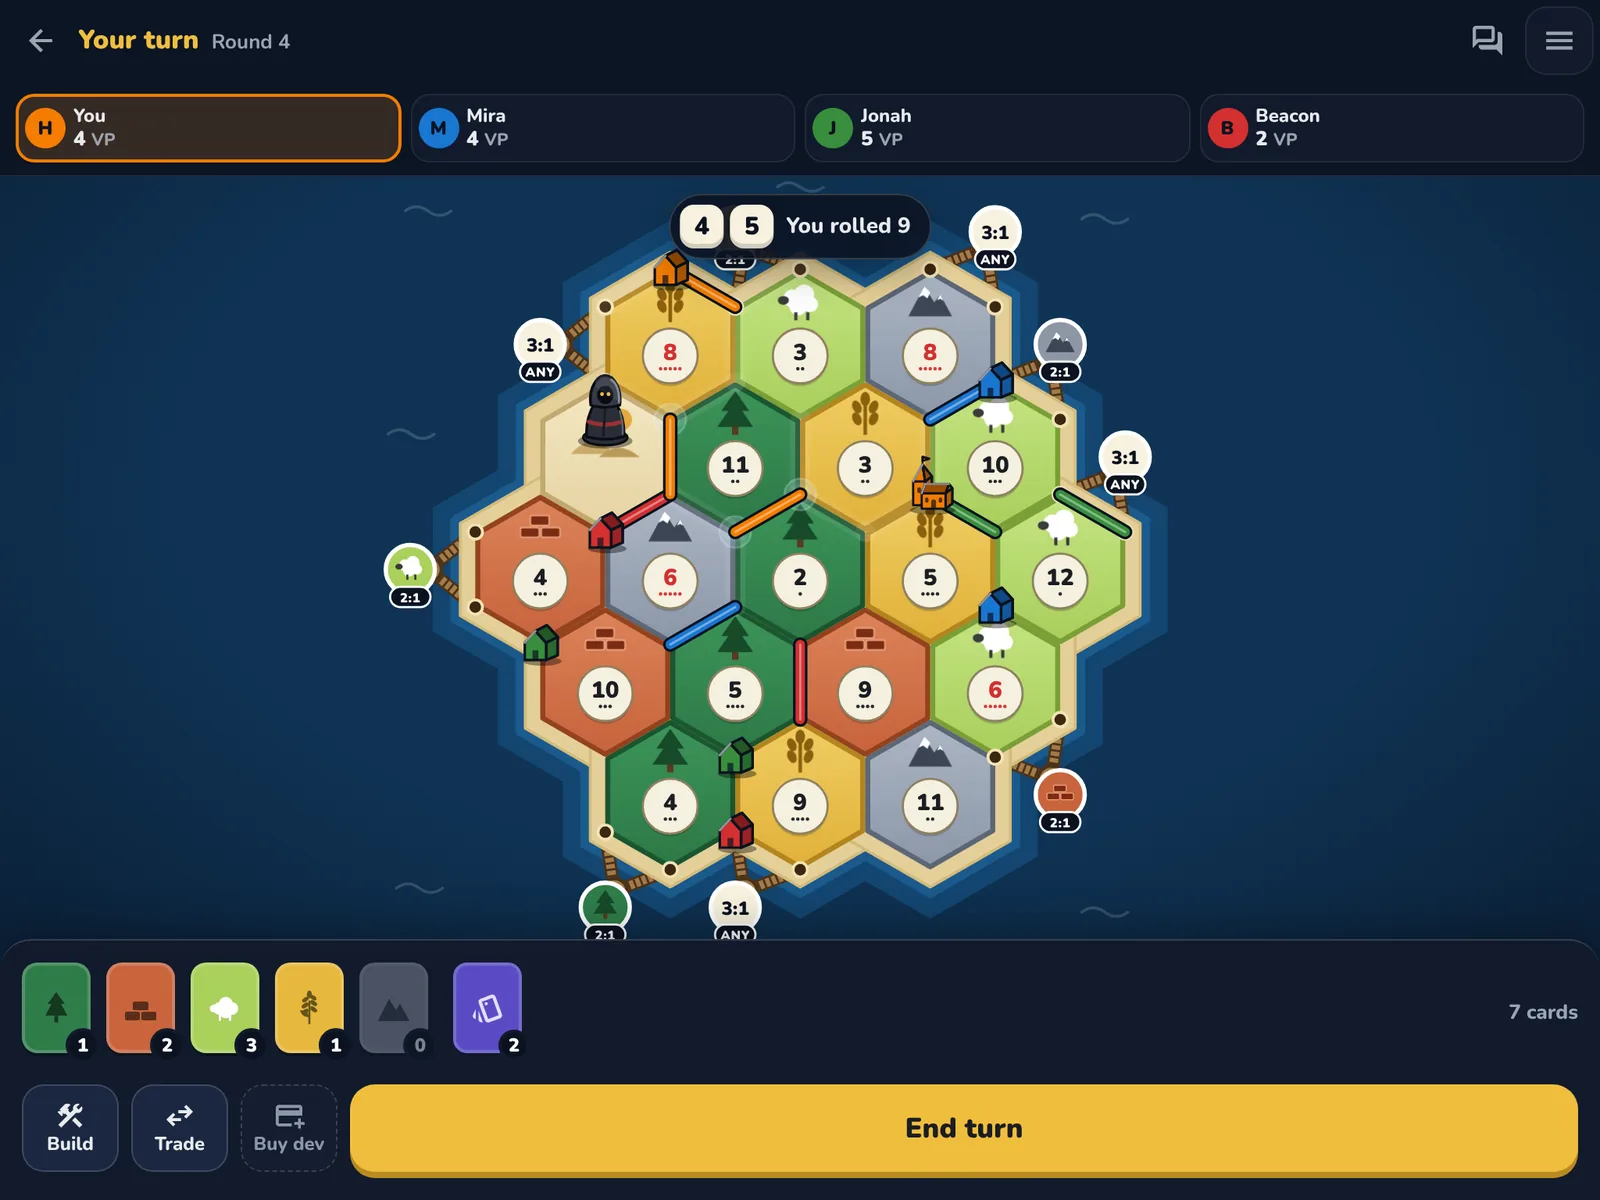 Your turn Round 4
H You 4 VP
M Mira 4 VP
J Jonah 5 VP
B Beacon 2 VP
4 5 You rolled 9
2:1
3:1 ANY
3:1 ANY
2:1
8 3 8
3:1 ANY
11 3 10
2:1
4 6 2 5 12
10 5 9 6
2:1
4 9 11
2:1
3:1 ANY
1 2 3 1 0 2
7 cards
Build Trade Buy dev End turn